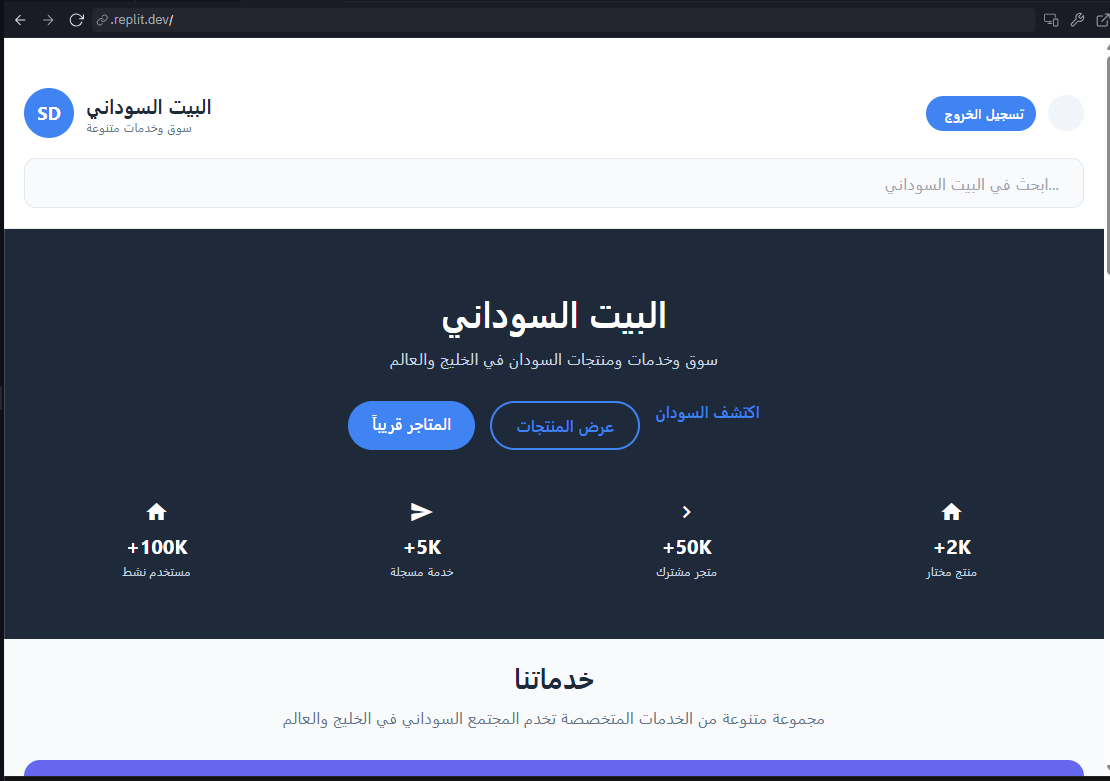 .replit.dev/
SD
البيت السوداني
سوق وخدمات متنوعة
تسجيل الخروج
...ابحث في البيت السوداني
البيت السوداني
سوق وخدمات ومنتجات السودان في الخليج والعالم
اكتشف السودان
عرض المنتجات
المتاجر قريباً
+2K
منتج مختار
+50K
متجر مشترك
+5K
خدمة مسجلة
+100K
مستخدم نشط
خدماتنا
مجموعة متنوعة من الخدمات المتخصصة تخدم المجتمع السوداني في الخليج والعالم